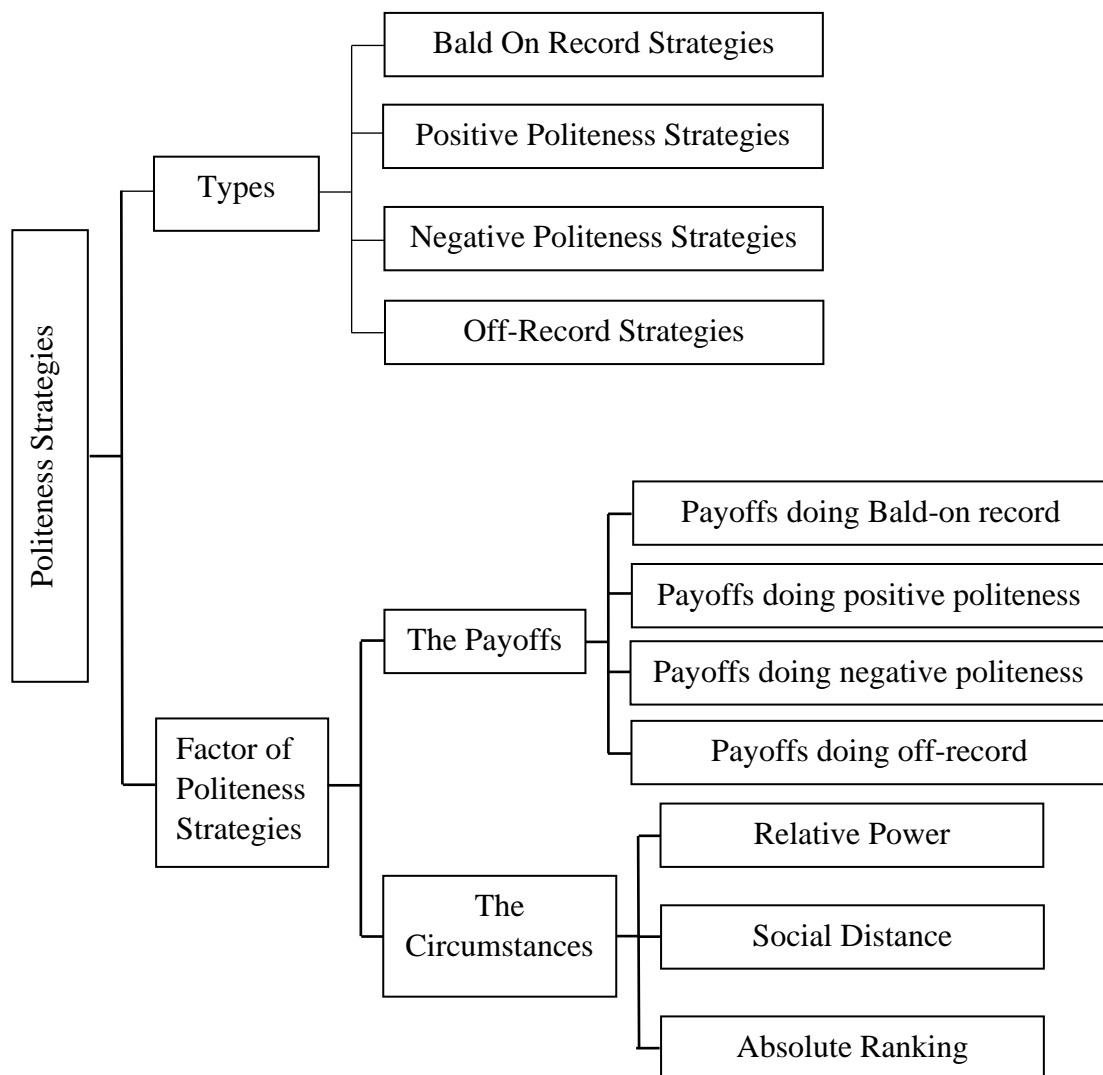 Bald On Record Strategies
Positive Politeness Strategies
Types
Negative Politeness Strategies
Off-Record Strategies
Politeness Strategies
Payoffs doing Bald-on record
Payoffs doing positive politeness
The Payoffs
Payoffs doing negative politeness
Payoffs doing off-record
Factor of
Politeness
Strategies
Relative Power
The
Circumstances
Social Distance
Absolute Ranking